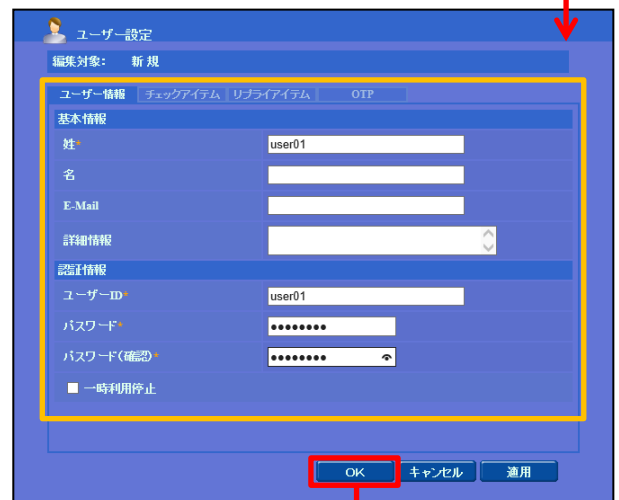 ユーザー設定
編集対象: 新規
ユーザー情報 チェックアイテム リプライアイテム OTP
基本情報
姓* user01
名
E-Mail
詳細情報
認証情報
ユーザーID* user01
パスワード* ●●●●●●●●
パスワード(確認)* ●●●●●●●●
一時利用停止
OK キャンセル 適用